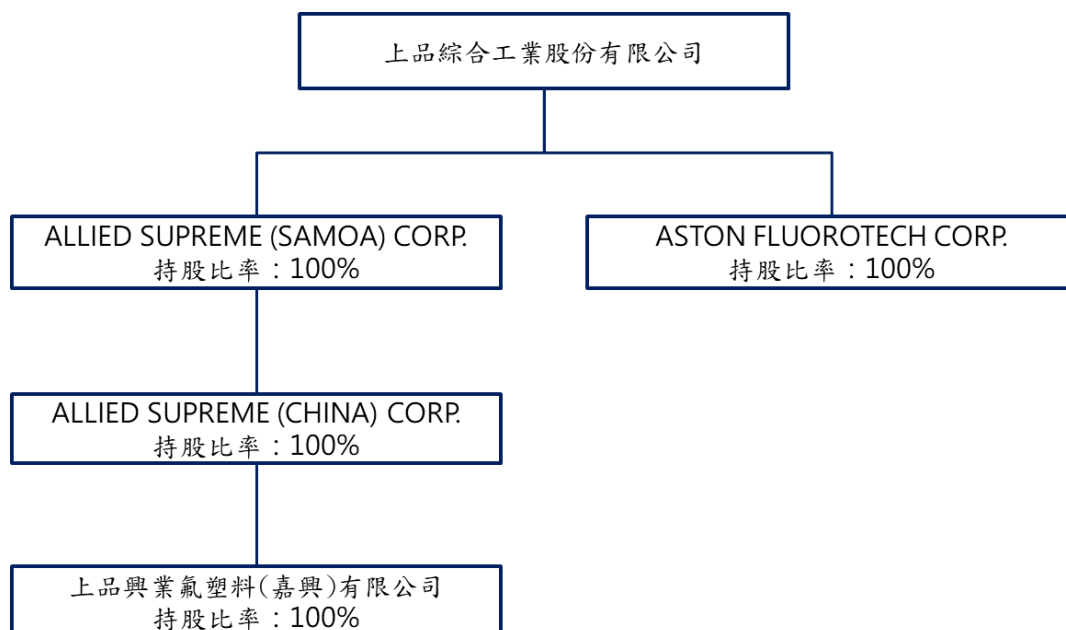 上品綜合工業股份有限公司
ALLIED SUPREME (SAMOA) CORP.
持股比率：100%
ASTON FLUOROTECH CORP.
持股比率：100%
ALLIED SUPREME (CHINA) CORP.
持股比率：100%
上品興業氟塑料(嘉興)有限公司
持股比率：100%